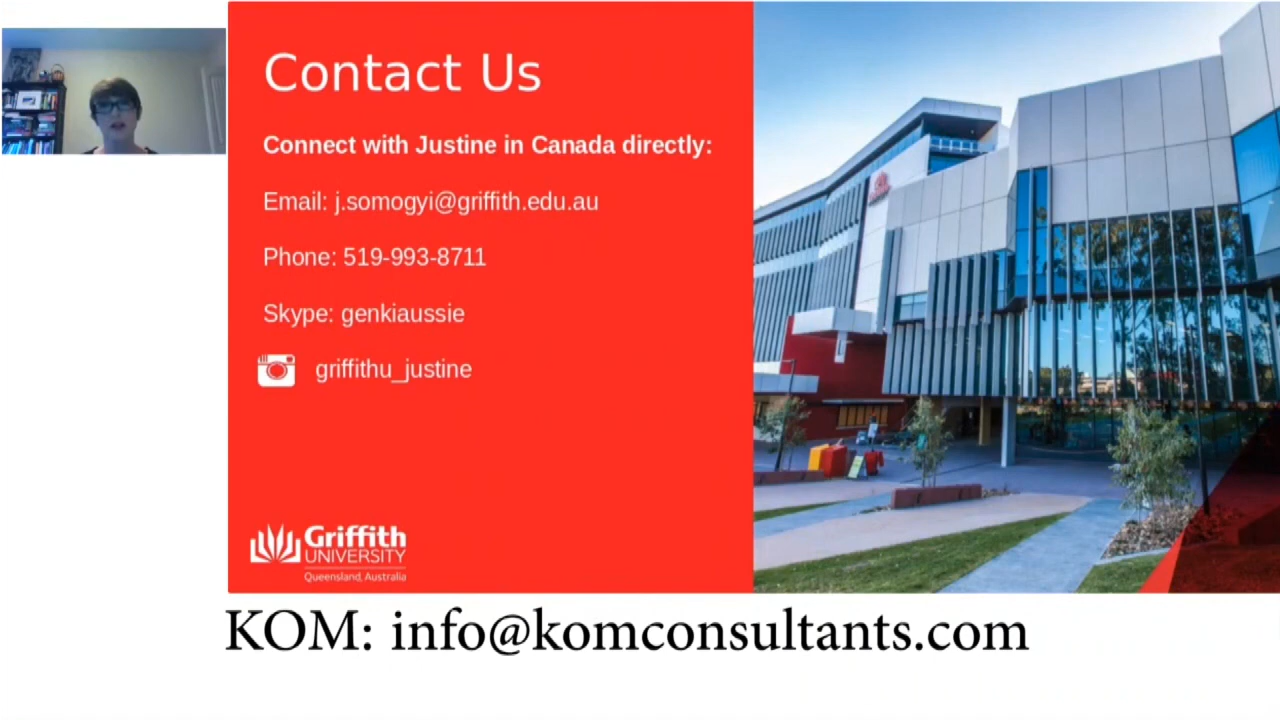 Contact Us
Connect with Justine in Canada directly:
Email: j.somogyi@griffith.edu.au
Phone: 519-993-8711
Skype: genkiaussie
griffithu_justine
Griffith
UNIVERSITY
Queensland, Australia
KOM: info@komconsultants.com